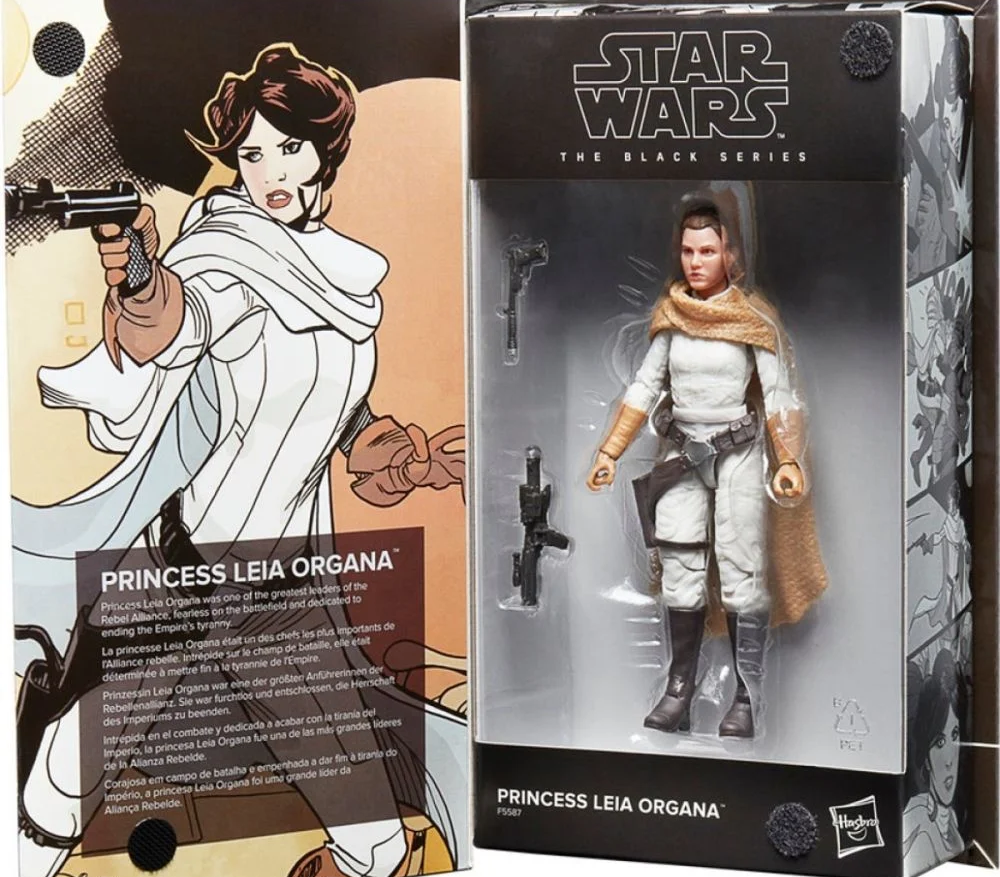 PRINCESS LEIA ORGANA™
Princess Leia Organa was one of the greatest leaders of the
Rebel Alliance, fearless on the battlefield and dedicated to
ending the Empire's tyranny.
La princesse Leia Organa était un des chefs les plus importants de
l'Alliance rebelle. Intrépide sur le champ de bataille, elle était
déterminée à mettre fin à la tyrannie de l'Empire.
Prinzessin Leia Organa war eine der größten Anführerinnen der
Rebellenallianz. Sie war furchtlos und entschlossen, die Herrschaft
des Imperiums zu beenden.
Intrépida en el combate y dedicada a acabar con la tiranía del
Imperio, la princesa Leia Organa fue una de las más grandes líderes
de la Alianza Rebelde.
Corajosa em campo de batalha e empenhada a dar fim à tirania do
Império, a princesa Leia Organa foi uma grande líder da
Aliança Rebelde.
STAR
WARS™
THE BLACK SERIES
PET
PRINCESS LEIA ORGANA™
F5587
Hasbro